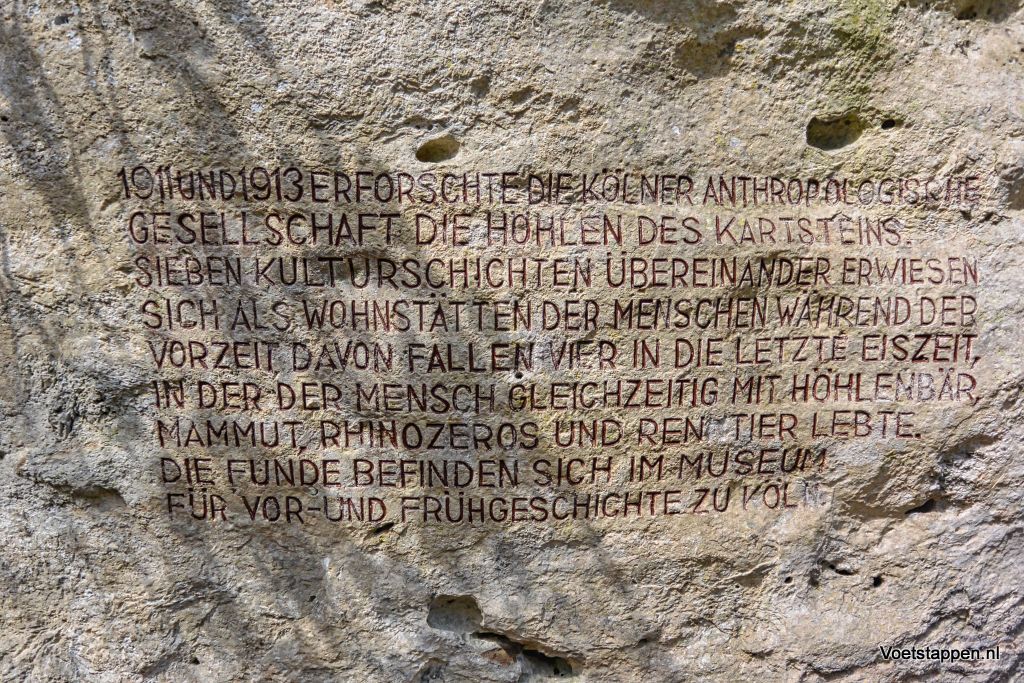 1911 UND 1913 ERFORSCHTE DIE KÖLNER ANTHROPOLOGISCHE
GESELLSCHAFT DIE HÖHLEN DES KARTSTEINS.
SIEBEN KULTURSCHICHTEN ÜBEREINANDER ERWIESEN
SICH ALS WOHNSTÄTTEN DER MENSCHEN WÄHREND DER
VORZEIT. DAVON FALLEN VIER IN DIE LETZTE EISZEIT,
IN DER DER MENSCH GLEICHZEITIG MIT HÖHLENBÄR,
MAMMUT, RHINOZEROS UND RENNTIER LEBTE.
DIE FUNDE BEFINDEN SICH IM MUSEUM
FÜR VOR-UND FRÜHGESCHICHTE ZU KÖLN
Voetstappen.nl